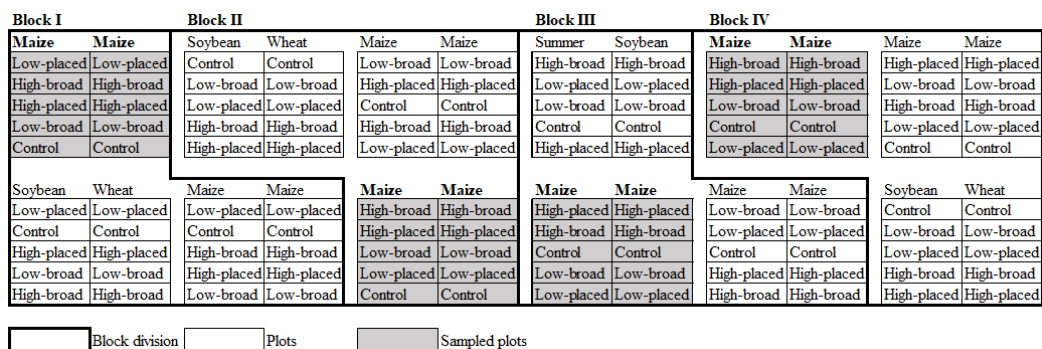 Block I Block II Block III Block IV
Maize Maize Soybean Wheat Maize Maize Summer Soybean Maize Maize Maize Maize
Low-placed Low-placed Control Control Low-broad Low-broad High-broad High-broad High-broad High-broad High-placed High-placed
High-broad High-broad Low-broad Low-broad High-placed High-placed Low-placed Low-placed High-placed High-placed Low-broad Low-broad
High-placed High-placed Low-placed Low-placed Control Control Low-broad Low-broad Low-broad Low-broad High-broad High-broad
Low-broad Low-broad High-broad High-broad High-broad High-broad Control Control Control Control Low-placed Low-placed
Control Control High-placed High-placed Low-placed Low-placed High-placed High-placed Low-placed Low-placed Control Control
Soybean Wheat Maize Maize Maize Maize Maize Maize Maize Maize Soybean Wheat
Low-placed Low-placed Low-placed Low-placed High-broad High-broad High-placed High-placed Low-broad Low-broad Control Control
Control Control Control Control High-placed High-placed High-broad High-broad Low-placed Low-placed Low-broad Low-broad
High-placed High-placed High-broad High-broad Low-broad Low-broad Control Control Control Control Low-placed Low-placed
Low-broad Low-broad High-placed High-placed Low-placed Low-placed Low-broad Low-broad High-placed High-placed High-broad High-broad
High-broad High-broad Low-broad Low-broad Control Control Low-placed Low-placed High-broad High-broad High-placed High-placed
Block division Plots Sampled plots